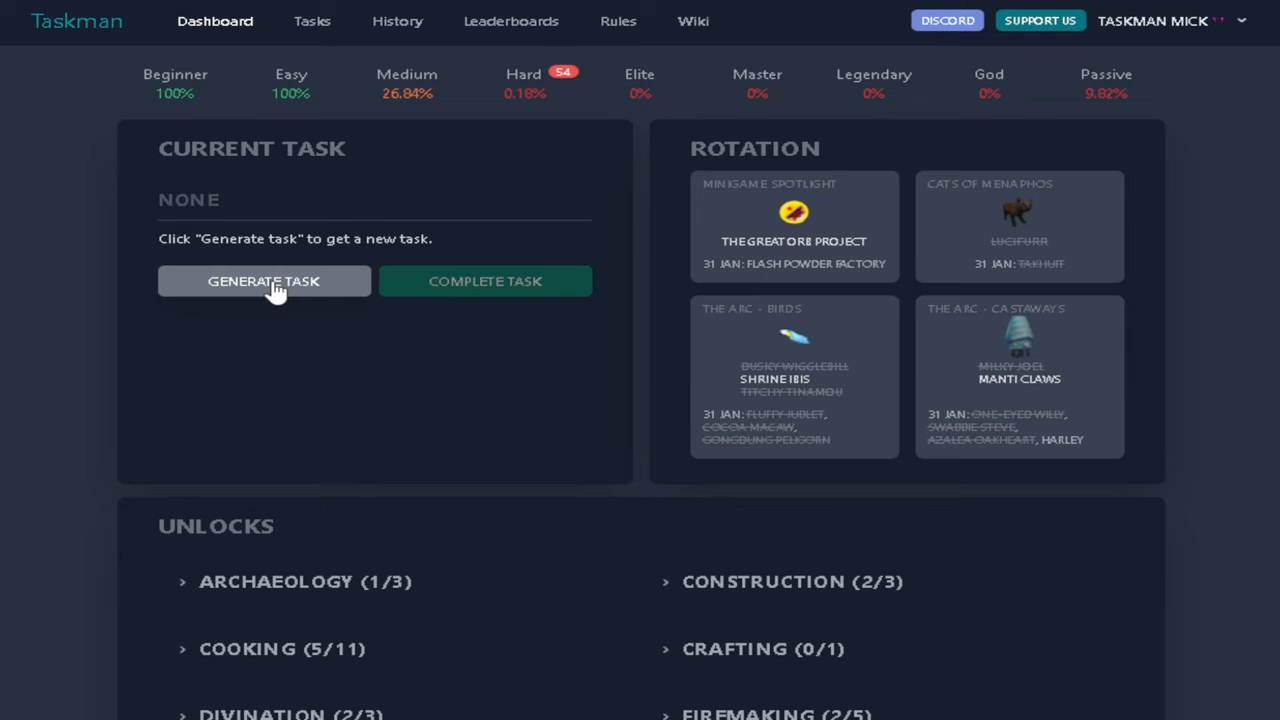 Taskman
Dashboard
Tasks
History
Leaderboards
Rules
Wiki
DISCORD
SUPPORT US
TASKMAN MICK
Beginner
100%
Easy
100%
Medium
26.84%
Hard
54
0.18%
Elite
0%
Master
0%
Legendary
0%
God
0%
Passive
9.82%
CURRENT TASK
NONE
Click "Generate task" to get a new task.
GENERATE TASK
COMPLETE TASK
ROTATION
MINIGAME SPOTLIGHT
THE GREAT ORB PROJECT
31 JAN: FLASH POWDER FACTORY
CATS OF MENAPHOS
LUCIFURR
31 JAN: TAKHUFF
THE ARC - BIRDS
DUSKY WIGGLEBILL
SHRINE IBIS
TITCHY TINAMOU
31 JAN: FLUFFY JUBLET,
COCOA MACAW,
GONGDUNG PELIGORN
THE ARC - CASTAWAYS
MILKY JOEL
MANTI CLAWS
31 JAN: ONE-EYED WILLY,
SWABBIE STEVE,
AZALEA OAKHEART, HARLEY
UNLOCKS
ARCHAEOLOGY (1/3)
CONSTRUCTION (2/3)
COOKING (5/11)
CRAFTING (0/1)
DIVINATION (2/3)
FIREMAKING (2/5)